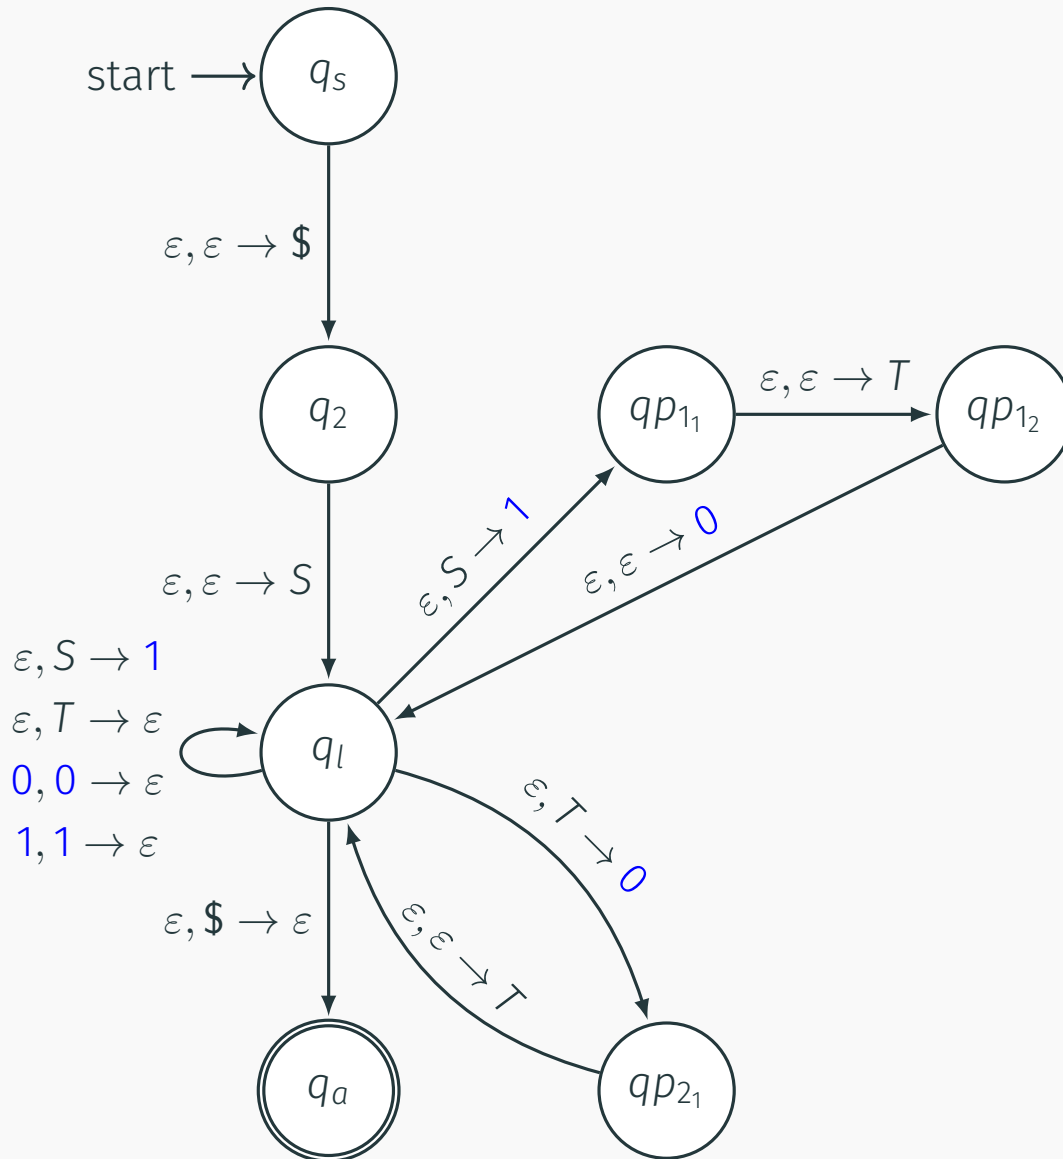 start
q_s
ε, ε → $
q_2
qp_{1_1}
ε, ε → T
qp_{1_2}
ε, S → 1
ε, ε → 0
ε, ε → S
ε, S → 1
ε, T → ε
0, 0 → ε
1, 1 → ε
q_l
ε, T → 0
ε, $ → ε
ε, ε → T
q_a
qp_{2_1}